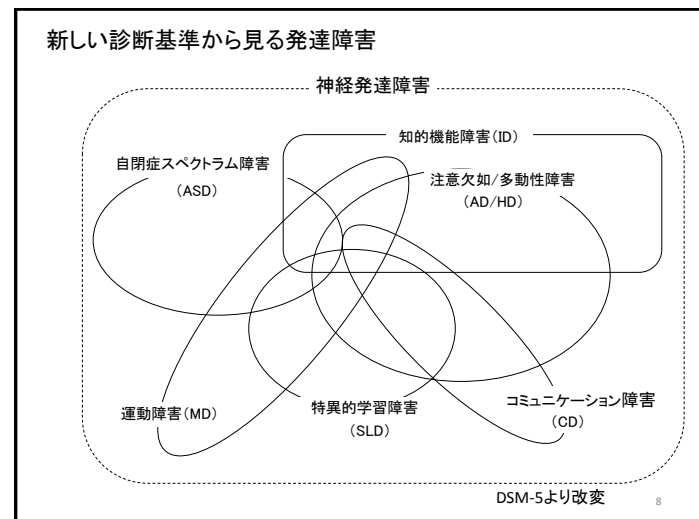 新しい診断基準から見る発達障害
神経発達障害
知的機能障害(ID)
自閉症スペクトラム障害
(ASD)
注意欠如/多動性障害
(AD/HD)
運動障害(MD)
特異的学習障害
(SLD)
コミュニケーション障害
(CD)
DSM-5より改変
8